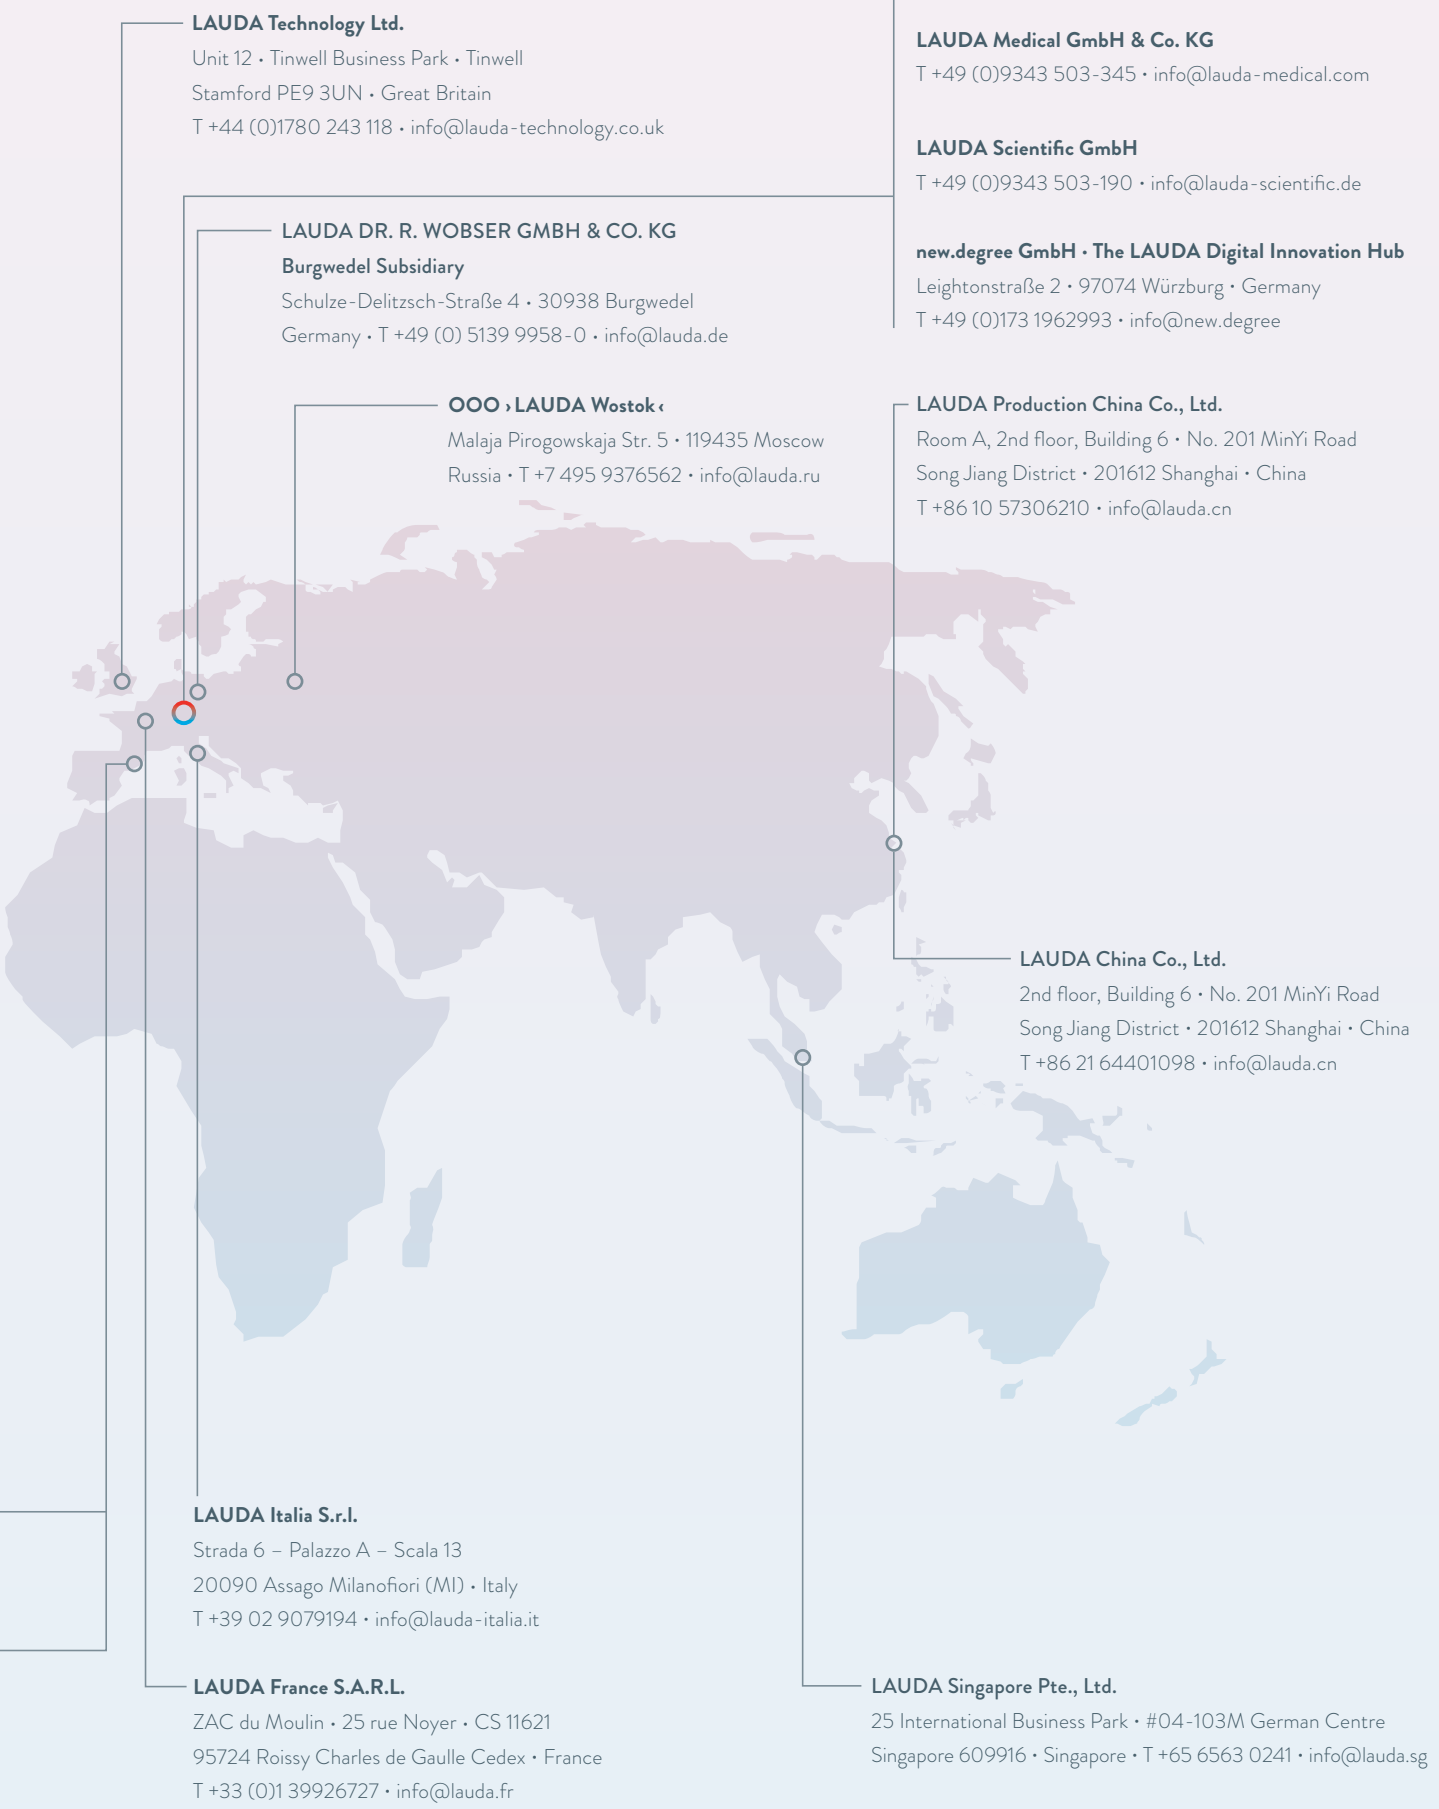 LAUDA Technology Ltd.
Unit 12 • Tinwell Business Park • Tinwell
Stamford PE9 3UN • Great Britain
T +44 (0)1780 243 118 • info@lauda-technology.co.uk
LAUDA Medical GmbH & Co. KG
T +49 (0)9343 503-345 • info@lauda-medical.com
LAUDA Scientific GmbH
T +49 (0)9343 503-190 • info@lauda-scientific.de
new.degree GmbH • The LAUDA Digital Innovation Hub
Leightonstraße 2 • 97074 Würzburg • Germany
T +49 (0)173 1962993 • info@new.degree
LAUDA DR. R. WOBSER GMBH & CO. KG
Burgwedel Subsidiary
Schulze-Delitzsch-Straße 4 • 30938 Burgwedel
Germany • T +49 (0) 5139 9958-0 • info@lauda.de
OOO ›LAUDA Wostok‹
Malaja Pirogowskaja Str. 5 • 119435 Moscow
Russia • T +7 495 9376562 • info@lauda.ru
LAUDA Production China Co., Ltd.
Room A, 2nd floor, Building 6 • No. 201 MinYi Road
Song Jiang District • 201612 Shanghai • China
T +86 10 57306210 • info@lauda.cn
LAUDA China Co., Ltd.
2nd floor, Building 6 • No. 201 MinYi Road
Song Jiang District • 201612 Shanghai • China
T +86 21 64401098 • info@lauda.cn
LAUDA Italia S.r.l.
Strada 6 – Palazzo A – Scala 13
20090 Assago Milanofiori (MI) • Italy
T +39 02 9079194 • info@lauda-italia.it
LAUDA France S.A.R.L.
ZAC du Moulin • 25 rue Noyer • CS 11621
95724 Roissy Charles de Gaulle Cedex • France
T +33 (0)1 39926727 • info@lauda.fr
LAUDA Singapore Pte., Ltd.
25 International Business Park • #04-103M German Centre
Singapore 609916 • Singapore • T +65 6563 0241 • info@lauda.sg